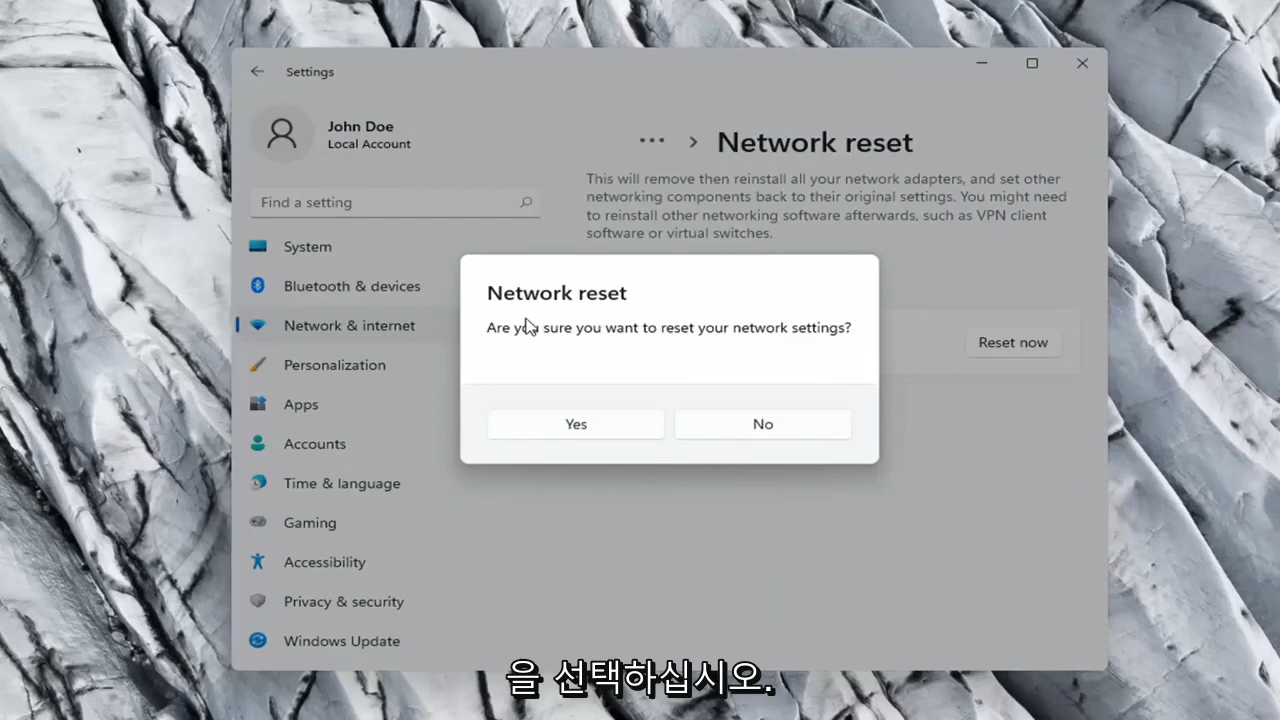 Settings
John Doe
Local Account
Find a setting
System
Bluetooth & devices
Network & internet
Personalization
Apps
Accounts
Time & language
Gaming
Accessibility
Privacy & security
Windows Update
... > Network reset
This will remove then reinstall all your network adapters, and set other
networking components back to their original settings. You might need
to reinstall other networking software afterwards, such as VPN client
software or virtual switches.
Reset now
Network reset
Are you sure you want to reset your network settings?
Yes
No
을 선택하십시오.